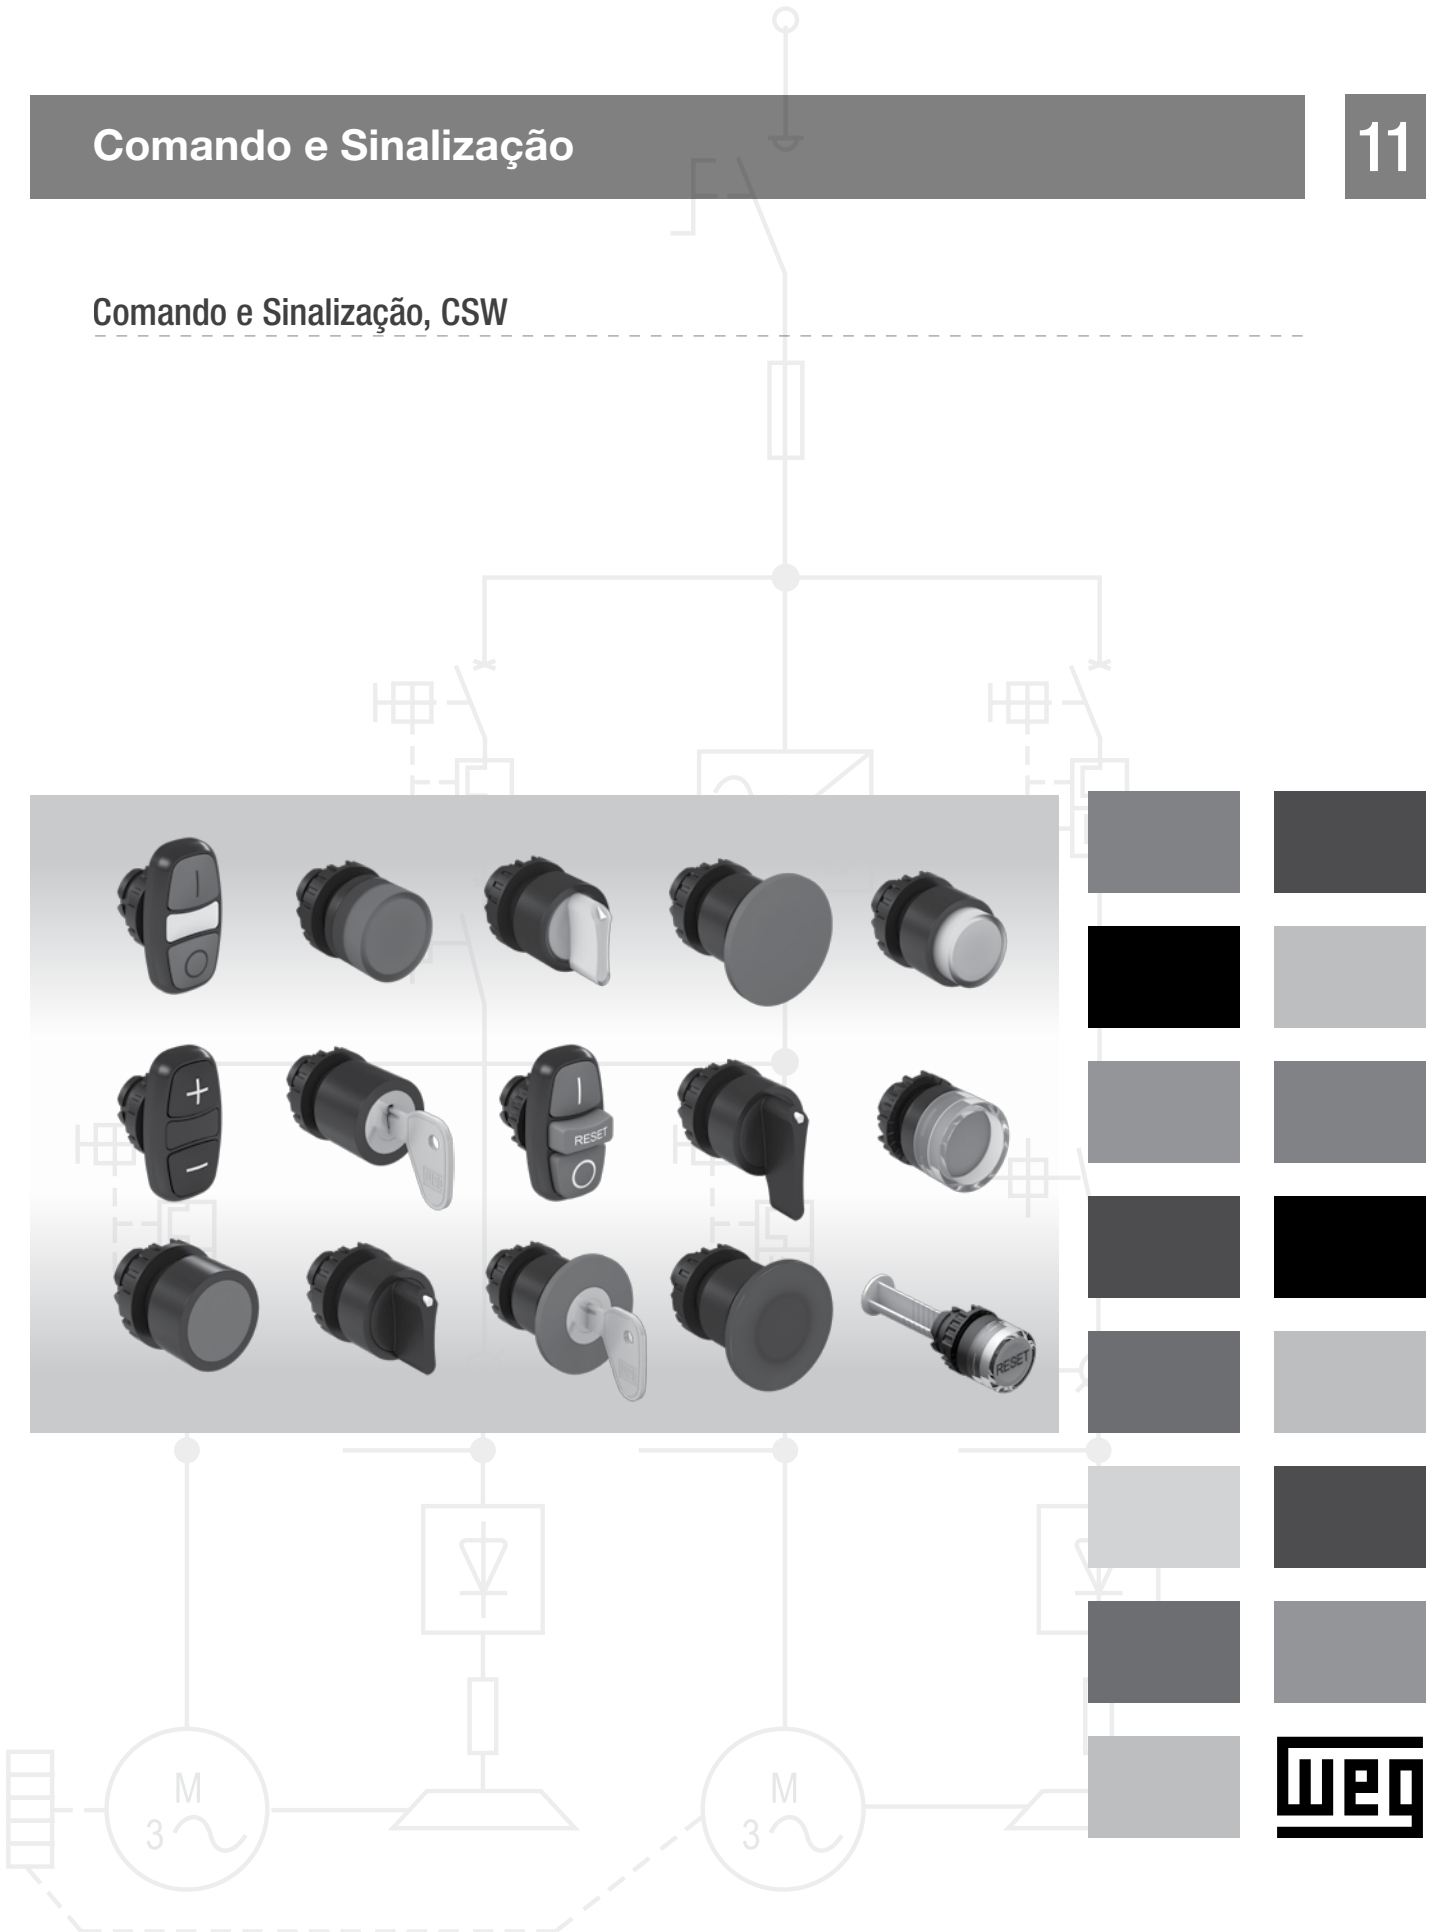 Comando e Sinalização
11
Comando e Sinalização, CSW
RESET
RESET
M
3
M
3
weg